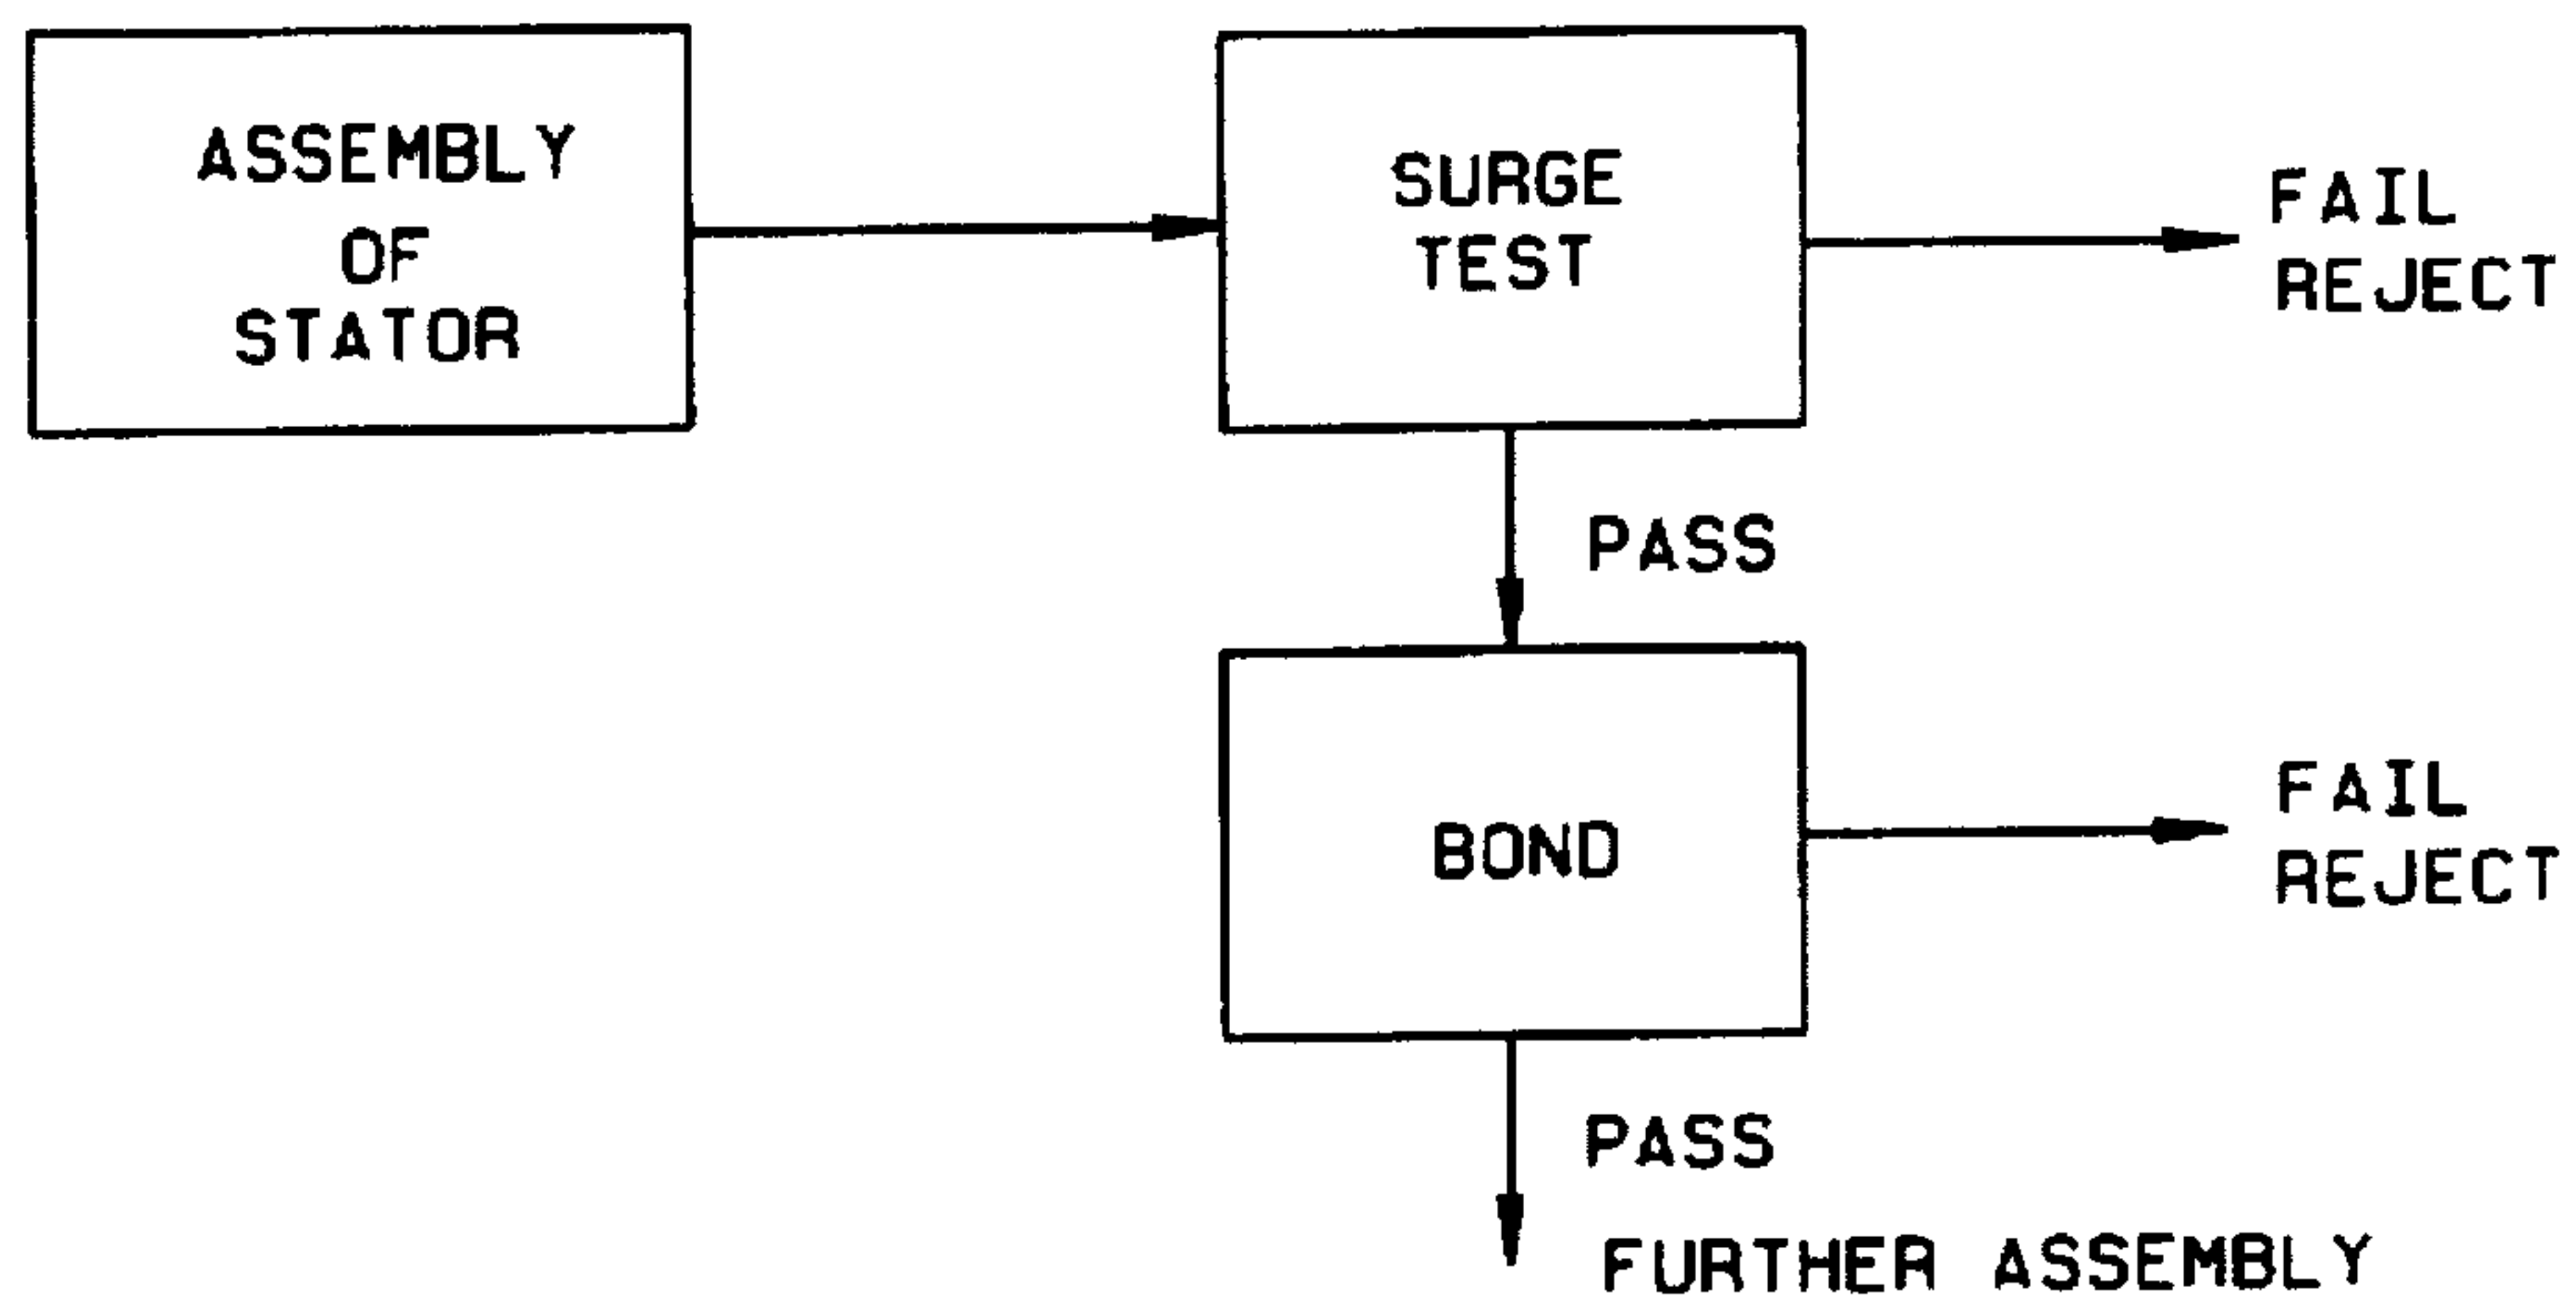 ASSEMBLY
OF
STATOR
SURGE
TEST
FAIL
REJECT
PASS
BOND
FAIL
REJECT
PASS
FURTHER ASSEMBLY